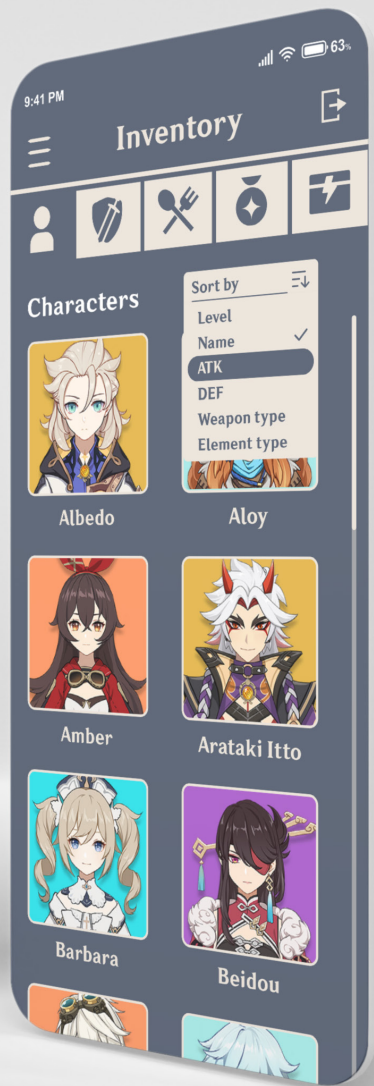 9:41 PM
63%
Inventory
Characters
Sort by
Level
Name
ATK
DEF
Weapon type
Element type
Albedo
Aloy
Amber
Arataki Itto
Barbara
Beidou